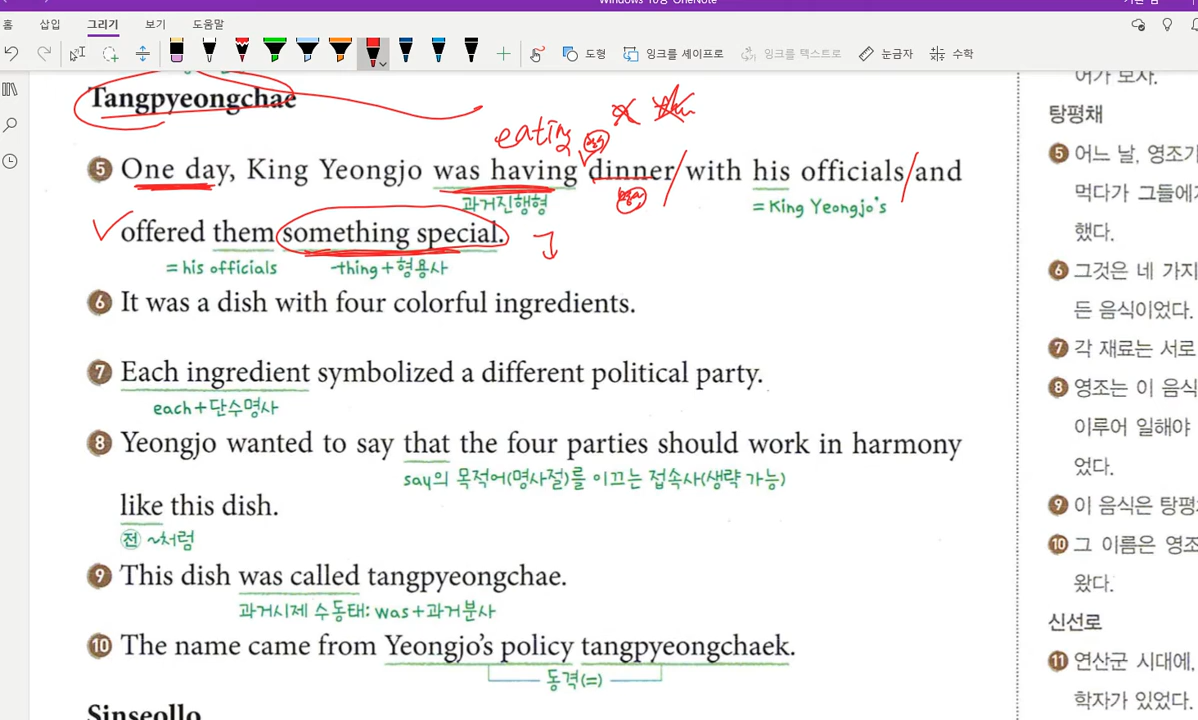 Windows 10용 OneNote
홈 삽입 그리기 보기 도움말
도형 잉크를 셰이프로 잉크를 텍스트로 눈금자 수학
Tangpyeongchae
eating
5 One day, King Yeongjo was having dinner/with his officials/and
과거진행형 = King Yeongjo's
offered them something special.
= his officials -thing+형용사
6 It was a dish with four colorful ingredients.
7 Each ingredient symbolized a different political party.
each+단수명사
8 Yeongjo wanted to say that the four parties should work in harmony
say의 목적어(명사절)를 이끄는 접속사(생략 가능)
like this dish.
전 ~처럼
9 This dish was called tangpyeongchae.
과거시제 수동태: was+과거분사
10 The name came from Yeongjo's policy tangpyeongchaek.
동격(=)
Sinseollo
어가 모자.
탕평채
5 어느 날, 영조가
먹다가 그들에게
했다.
6 그것은 네 가지
든 음식이었다.
7 각 재료는 서로
8 영조는 이 음식
이루어 일해야
었다.
9 이 음식은 탕평
10 그 이름은 영조
왔다.
신선로
11 연산군 시대에,
학자가 있었다.